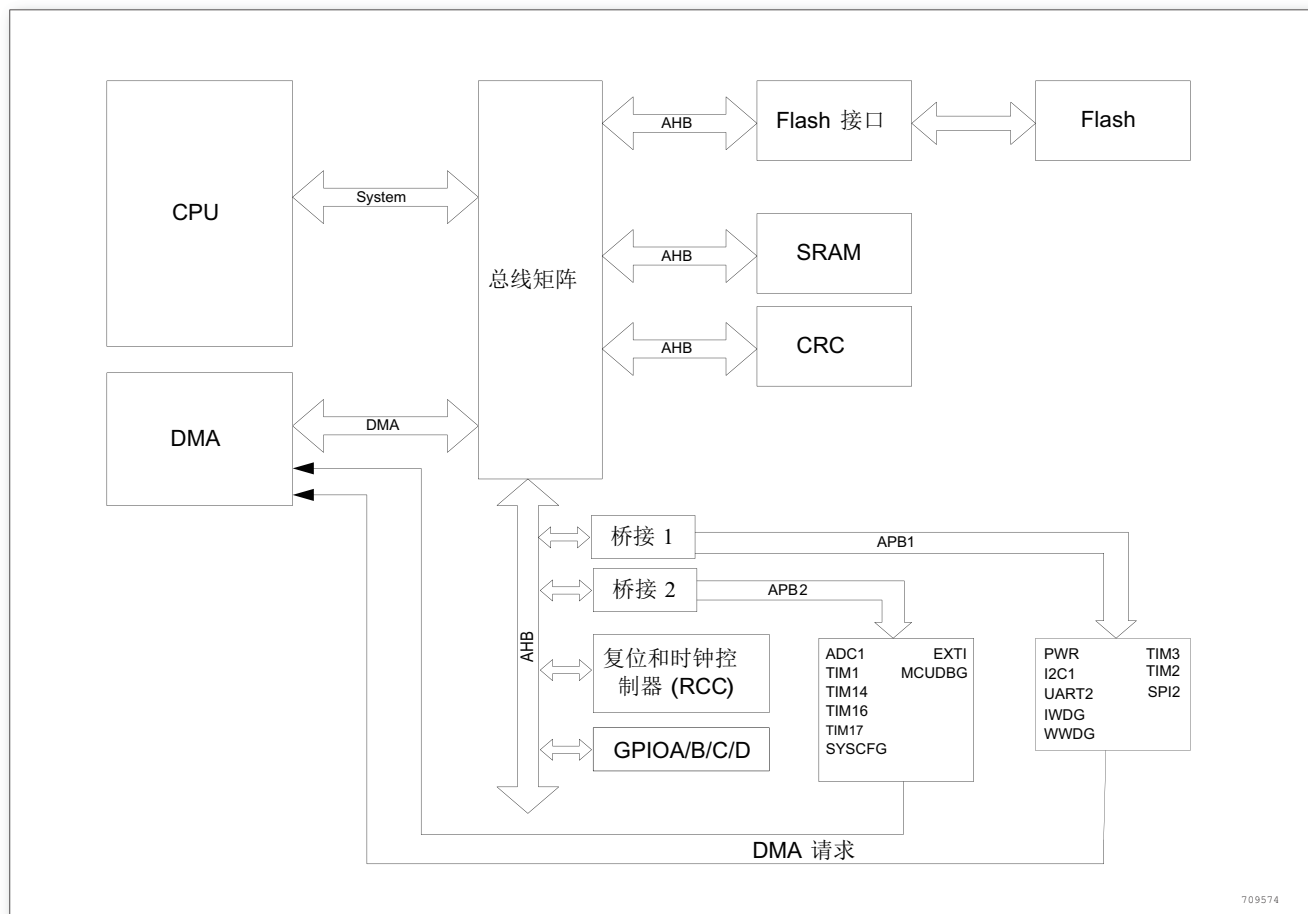 CPU
System
总线矩阵
AHB
Flash 接口
Flash
AHB
SRAM
AHB
CRC
DMA
DMA
AHB
桥接 1
APB1
桥接 2
APB2
复位和时钟控
制器 (RCC)
GPIOA/B/C/D
ADC1
TIM1
TIM14
TIM16
TIM17
SYSCFG
EXTI
MCUDBG
PWR
I2C1
UART2
IWDG
WWDG
TIM3
TIM2
SPI2
DMA 请求
709574